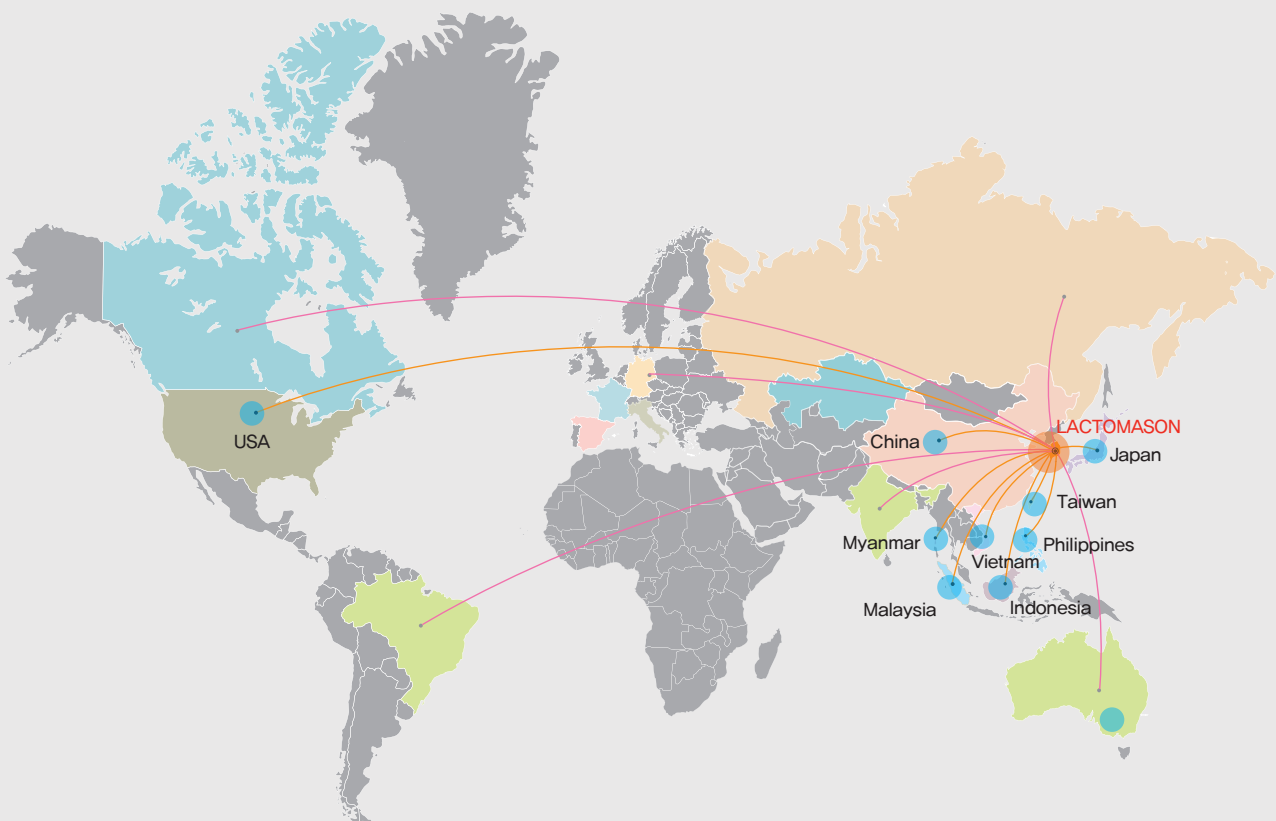 LACTOMASON
USA
China
Japan
Taiwan
Myanmar
Philippines
Vietnam
Malaysia
Indonesia